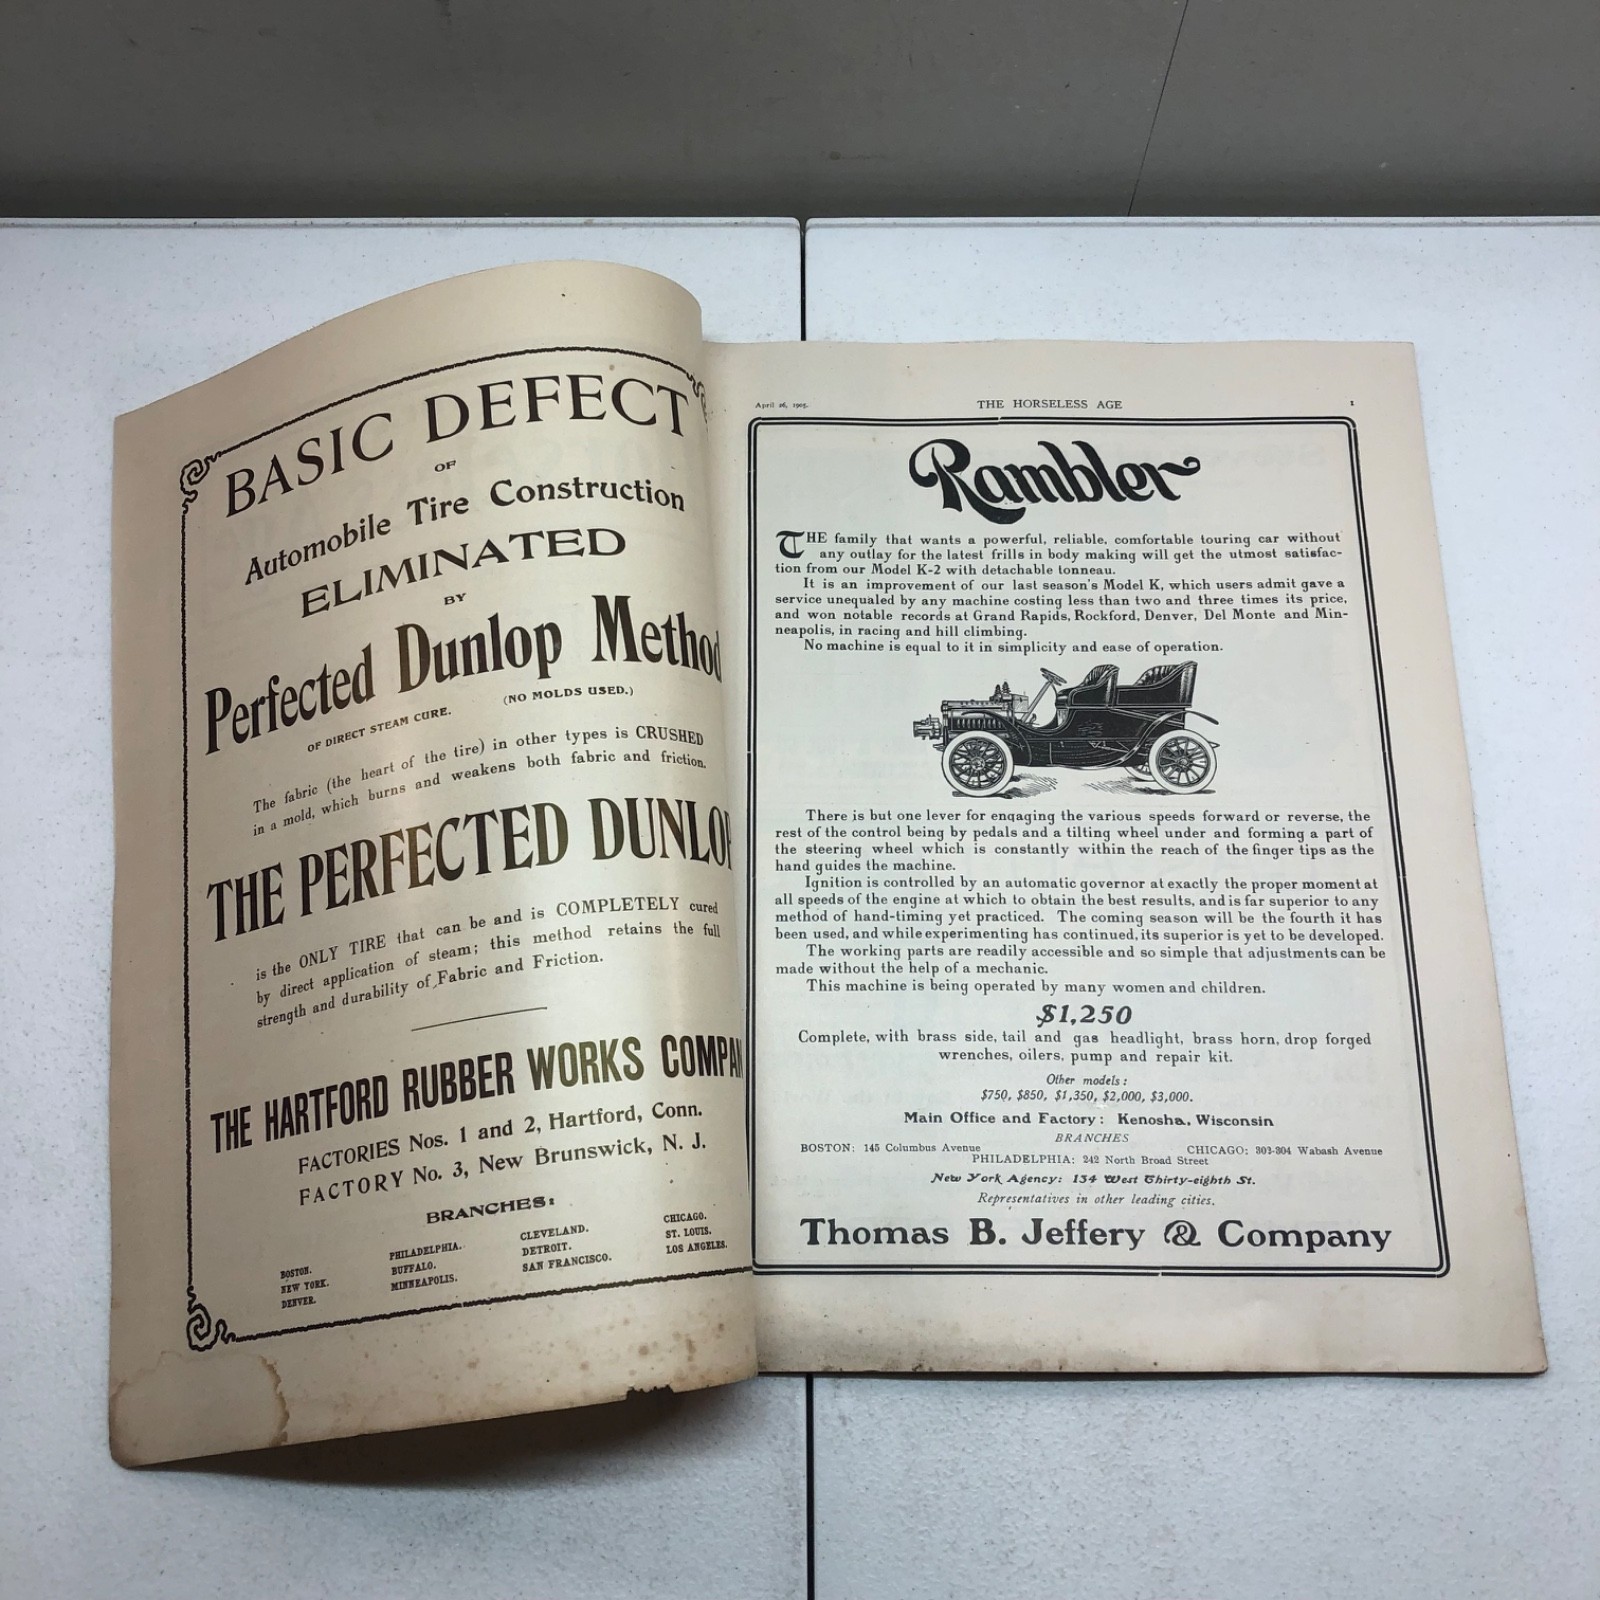 BASIC DEFECT
OF
Automobile Tire Construction
ELIMINATED
BY
Perfected Dunlop Method
OF DIRECT STEAM CURE. (NO MOLDS USED.)
The fabric (the heart of the tire) in other types is CRUSHED
in a mold, which burns and weakens both fabric and friction.
THE PERFECTED DUNLOP
is the ONLY TIRE that can be and is COMPLETELY cured
by direct application of steam; this method retains the full
strength and durability of Fabric and Friction.
THE HARTFORD RUBBER WORKS COMPAN
FACTORIES Nos. 1 and 2, Hartford, Conn.
FACTORY No. 3, New Brunswick, N. J.
BRANCHES:
BOSTON. PHILADELPHIA. CLEVELAND. CHICAGO.
NEW YORK. BUFFALO. DETROIT. ST. LOUIS.
DENVER. MINNEAPOLIS. SAN FRANCISCO. LOS ANGELES.
April 26, 1905. THE HORSELESS AGE 1
Rambler
THE family that wants a powerful, reliable, comfortable touring car without
any outlay for the latest frills in body making will get the utmost satisfac-
tion from our Model K-2 with detachable tonneau.
It is an improvement of our last season's Model K, which users admit gave a
service unequaled by any machine costing less than two and three times its price,
and won notable records at Grand Rapids, Rockford, Denver, Del Monte and Min-
neapolis, in racing and hill climbing.
No machine is equal to it in simplicity and ease of operation.
There is but one lever for engaging the various speeds forward or reverse, the
rest of the control being by pedals and a tilting wheel under and forming a part of
the steering wheel which is constantly within the reach of the finger tips as the
hand guides the machine.
Ignition is controlled by an automatic governor at exactly the proper moment at
all speeds of the engine at which to obtain the best results, and is far superior to any
method of hand-timing yet practiced. The coming season will be the fourth it has
been used, and while experimenting has continued, its superior is yet to be developed.
The working parts are readily accessible and so simple that adjustments can be
made without the help of a mechanic.
This machine is being operated by many women and children.
$1,250
Complete, with brass side, tail and gas headlight, brass horn, drop forged
wrenches, oilers, pump and repair kit.
Other models:
$750, $850, $1,350, $2,000, $3,000.
Main Office and Factory: Kenosha, Wisconsin
BRANCHES
BOSTON: 145 Columbus Avenue CHICAGO: 303-304 Wabash Avenue
PHILADELPHIA: 242 North Broad Street
New York Agency: 134 West Thirty-eighth St.
Representatives in other leading cities.
Thomas B. Jeffery & Company